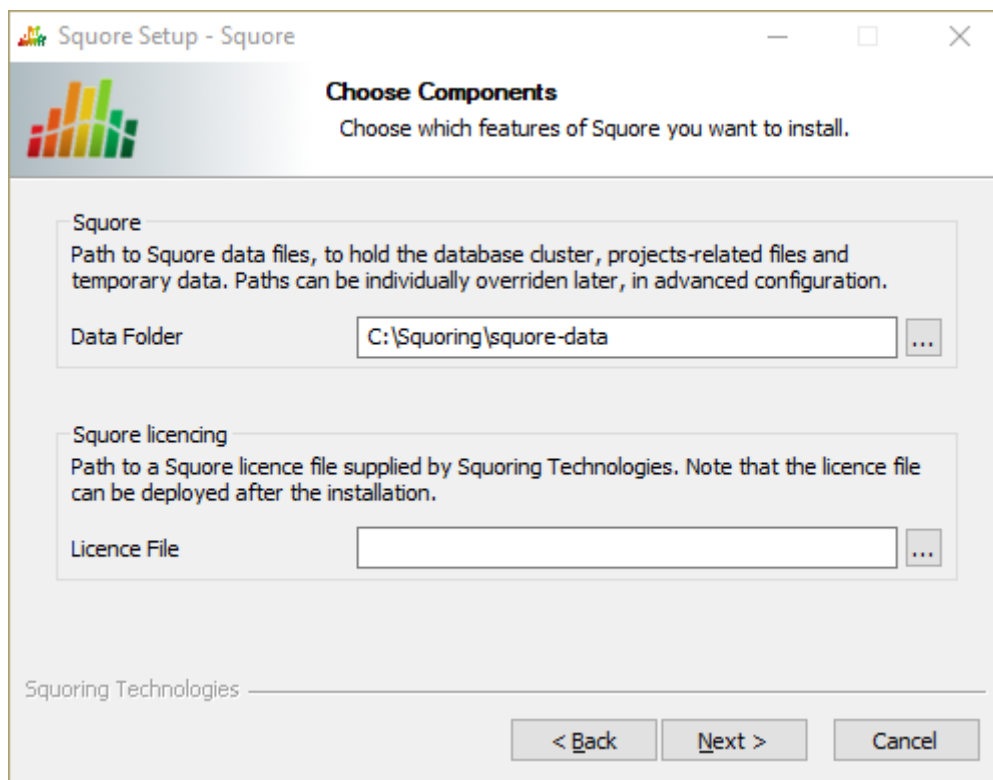 Squore Setup - Squore
Choose Components
Choose which features of Squore you want to install.
Squore
Path to Squore data files, to hold the database cluster, projects-related files and
temporary data. Paths can be individually overriden later, in advanced configuration.
Data Folder
C:\Squoring\squore-data
...
Squore licencing
Path to a Squore licence file supplied by Squoring Technologies. Note that the licence file
can be deployed after the installation.
Licence File
...
Squoring Technologies
< Back
Next >
Cancel